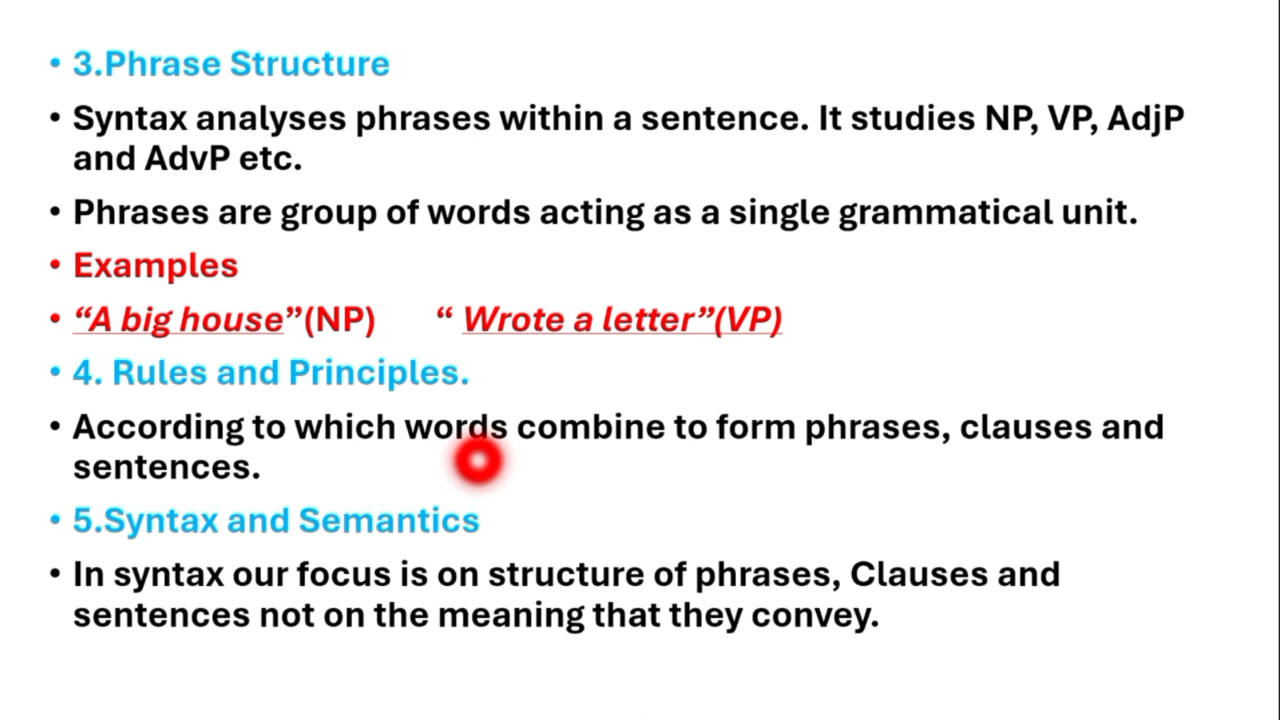 • 3.Phrase Structure
• Syntax analyses phrases within a sentence. It studies NP, VP, AdjP
and AdvP etc.
• Phrases are group of words acting as a single grammatical unit.
• Examples
• “A big house”(NP) “ Wrote a letter”(VP)
• 4. Rules and Principles.
• According to which words combine to form phrases, clauses and
sentences.
• 5.Syntax and Semantics
• In syntax our focus is on structure of phrases, Clauses and
sentences not on the meaning that they convey.